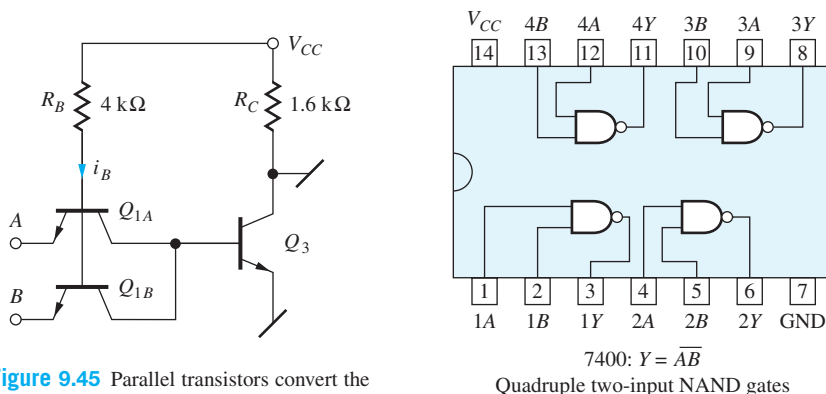 V_CC
R_B 4 kΩ
R_C 1.6 kΩ
i_B
A
Q_1A
Q_3
B
Q_1B
igure 9.45 Parallel transistors convert the
V_CC 4B 4A 4Y 3B 3A 3Y
14 13 12 11 10 9 8
1 2 3 4 5 6 7
1A 1B 1Y 2A 2B 2Y GND
7400: Y = \overline{AB}
Quadruple two-input NAND gates